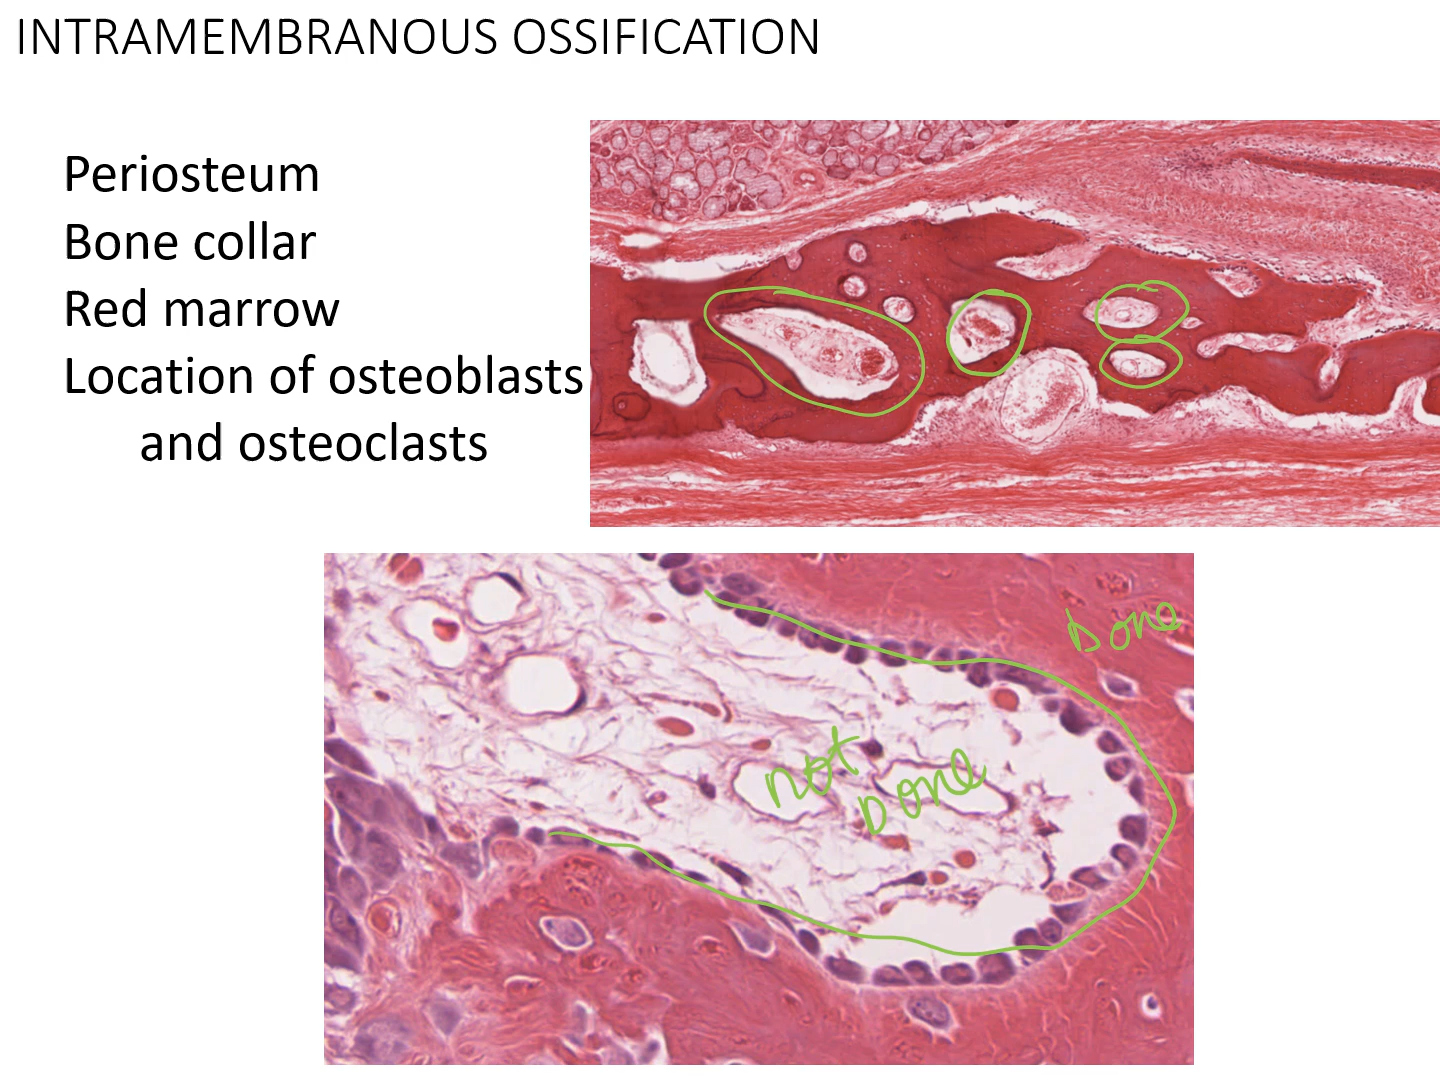 INTRAMEMBRANOUS OSSIFICATION
Periosteum
Bone collar
Red marrow
Location of osteoblasts
and osteoclasts
bone
not
bone